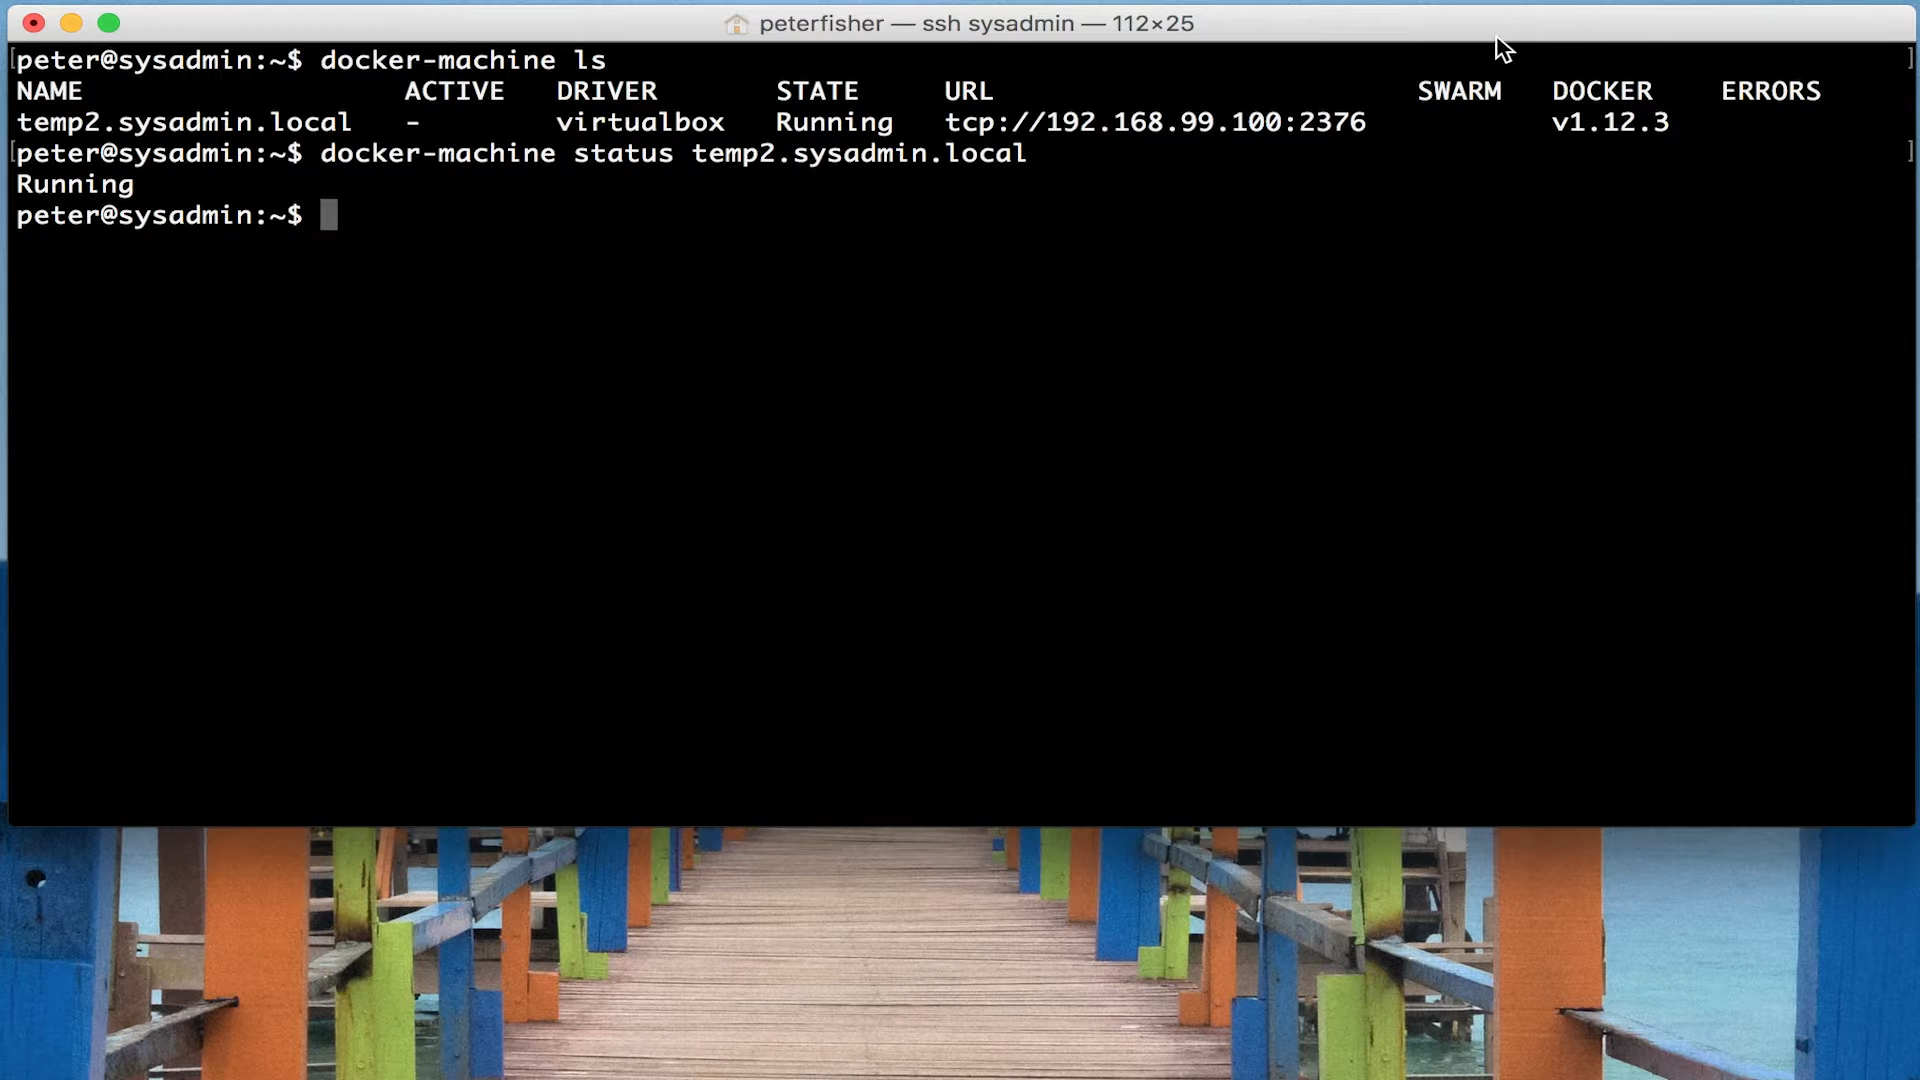 peterfisher — ssh sysadmin — 112×25
[peter@sysadmin:~$ docker-machine ls ]
NAME ACTIVE DRIVER STATE URL SWARM DOCKER ERRORS
temp2.sysadmin.local - virtualbox Running tcp://192.168.99.100:2376 v1.12.3
[peter@sysadmin:~$ docker-machine status temp2.sysadmin.local ]
Running
peter@sysadmin:~$